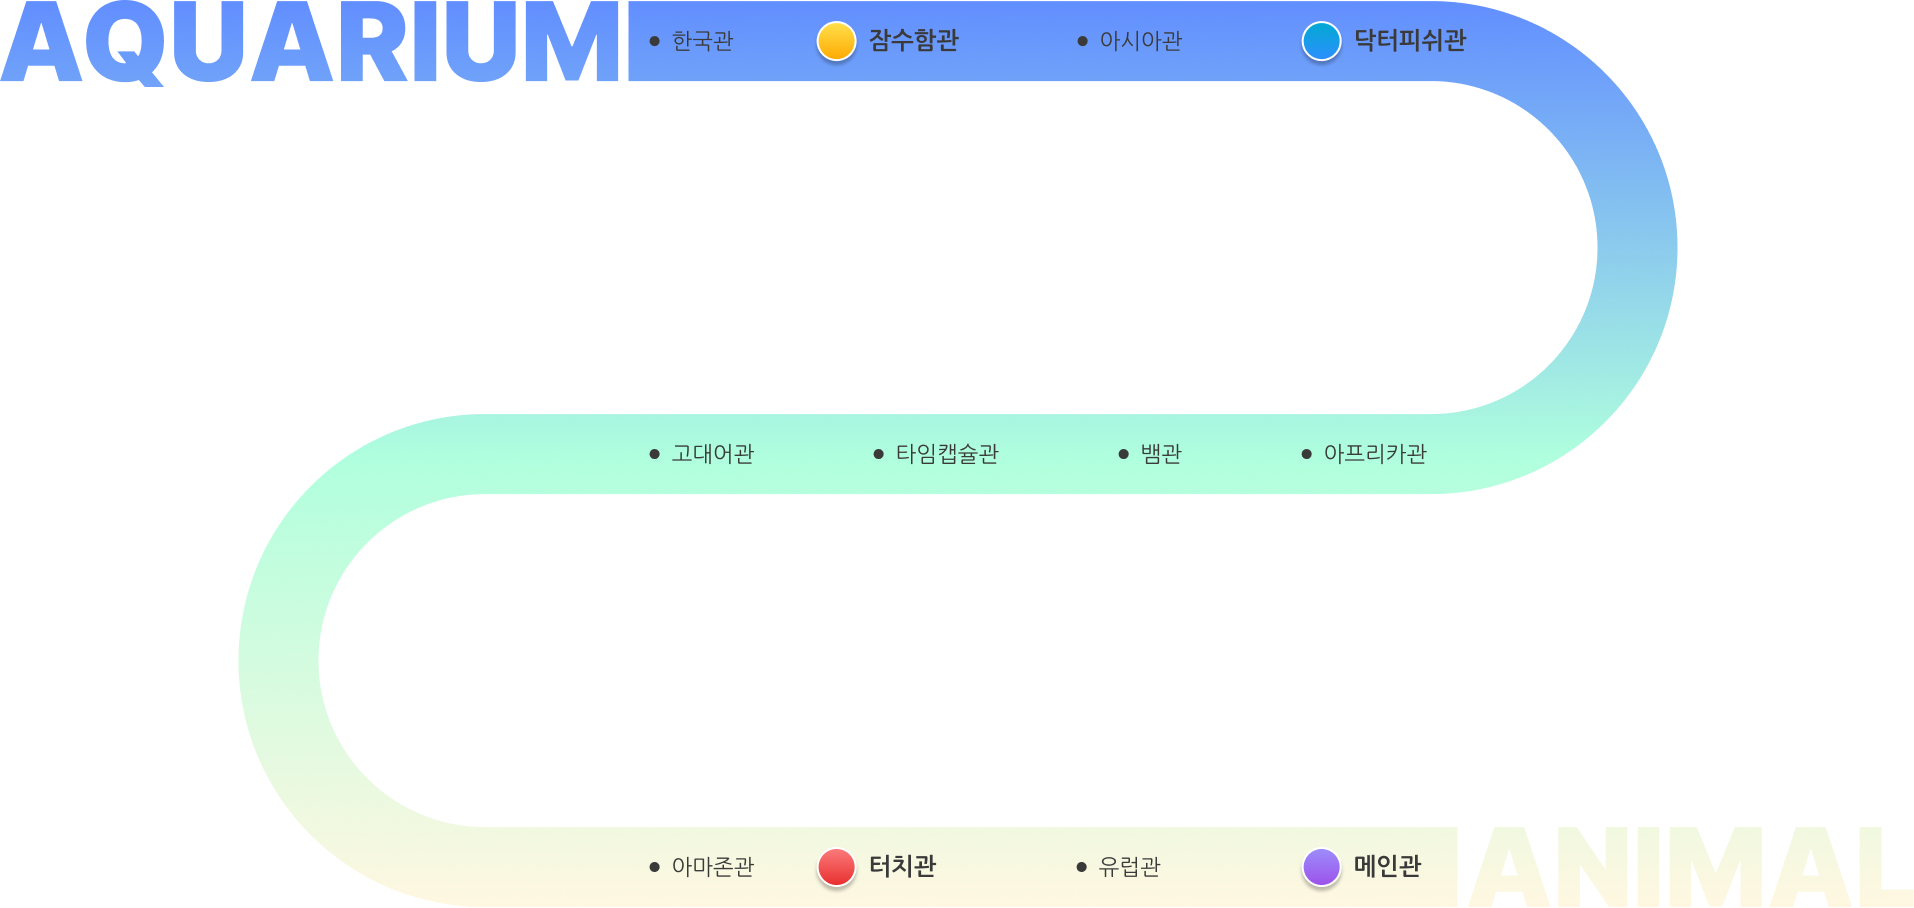 AQUARIUM
한국관
잠수함관
아시아관
닥터피쉬관
고대어관
타임캡슐관
뱀관
아프리카관
아마존관
터치관
유럽관
메인관
ANIMAL